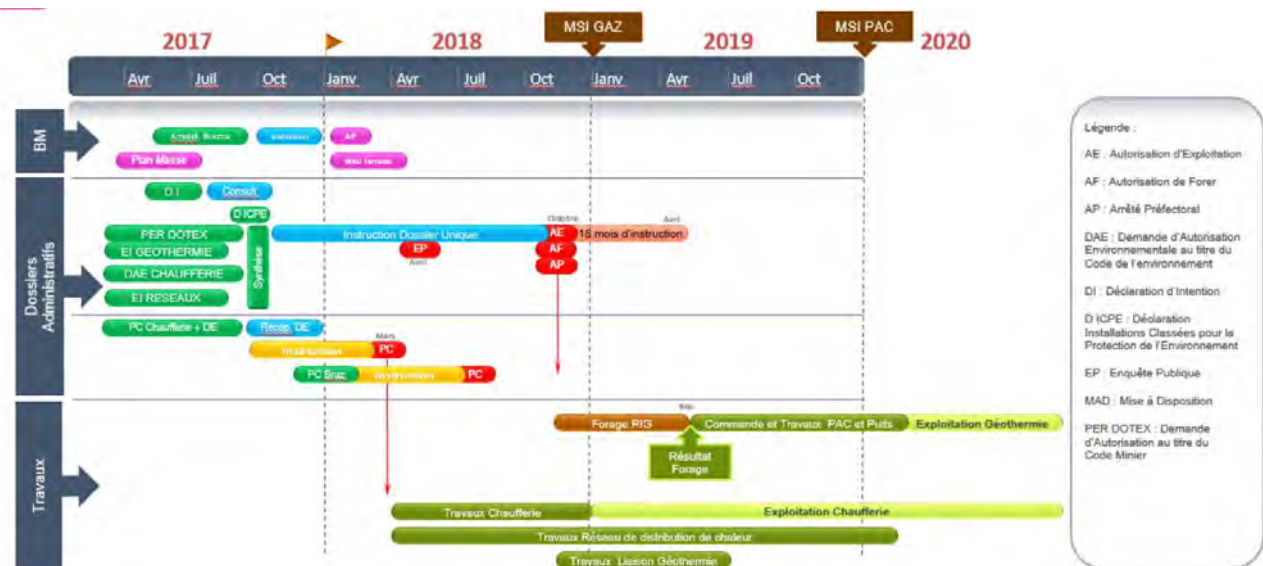 MSI GAZ
MSI PAC
2017
2018
2019
2020
Avr
Juil
Oct
Janv
Avr
Juil
Oct
Janv
Avr
Juil
Oct
BM
AP
Plan Masse
Dossiers
Administratifs
D.I
Consult.
D ICPE
PER DOTEX
EI GEOTHERMIE
DAE CHAUFFERIE
EI RESEAUX
Synthèse
Instruction Dossier Unique
EP
Avril
Octobre
AE
AF
AP
18 mois d'instruction
Avril
PC Chaufferie + DE
Récep. DE
Instruction
Mars
PC
PC Braz
Instruction
PC
Travaux
Forage RIG
Mai
Commande et Travaux PAC et Puits
Exploitation Géothermie
Résultat
Forage
Travaux Chaufferie
Exploitation Chaufferie
Travaux Réseau de distribution de chaleur
Travaux Liaison Géothermie
Légende :
AE : Autorisation d'Exploitation
AF : Autorisation de Forer
AP : Arrêté Préfectoral
DAE : Demande d'Autorisation
Environnementale au titre du
Code de l'environnement
DI : Déclaration d'Intention
D ICPE : Déclaration
Installations Classées pour la
Protection de l'Environnement
EP : Enquête Publique
MAD : Mise à Disposition
PER DOTEX : Demande
d'Autorisation au titre du
Code Minier